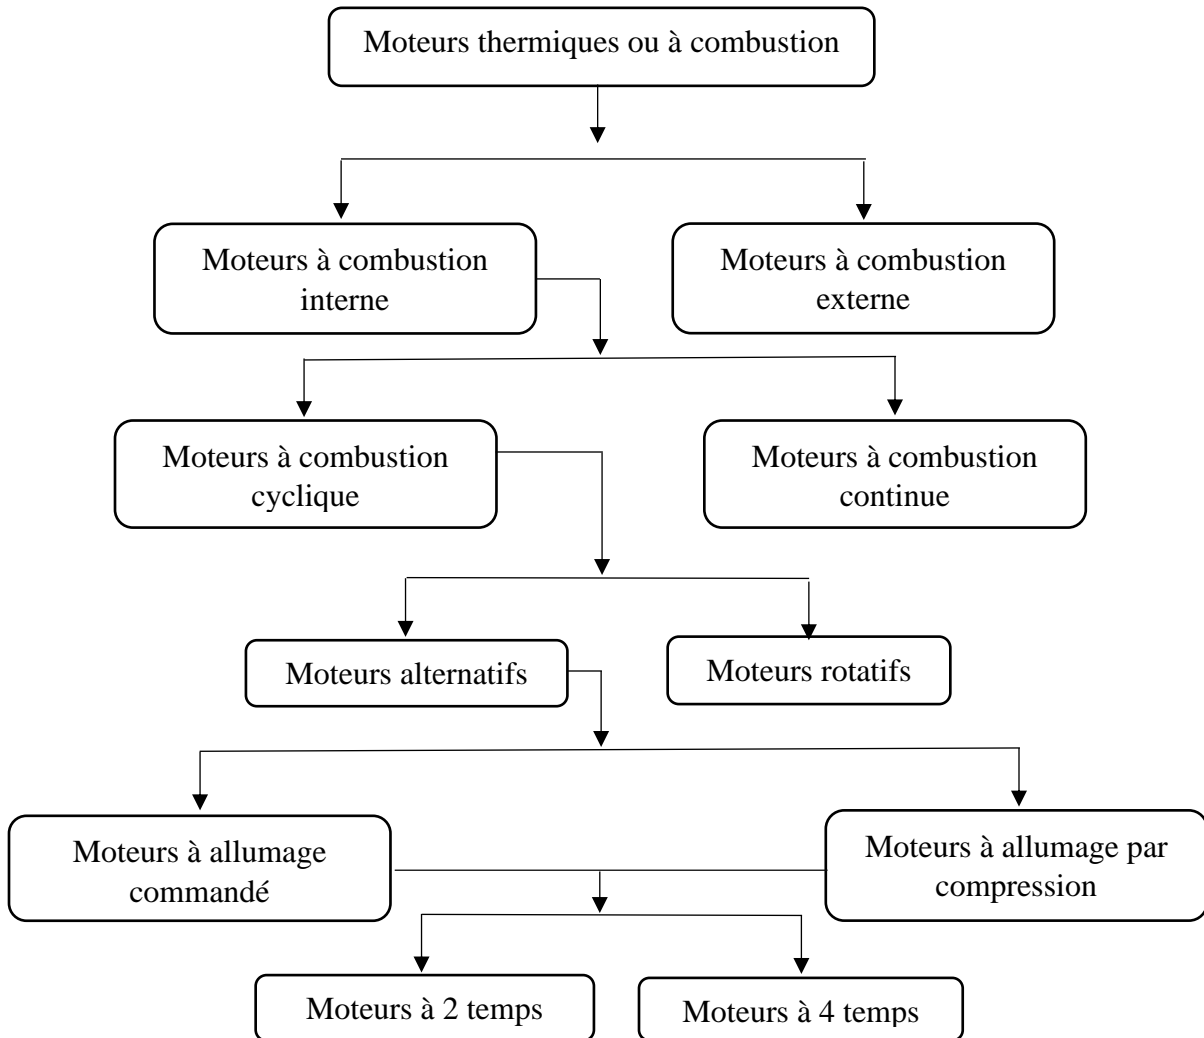 Moteurs thermiques ou à combustion
Moteurs à combustion
interne
Moteurs à combustion
externe
Moteurs à combustion
cyclique
Moteurs à combustion
continue
Moteurs alternatifs
Moteurs rotatifs
Moteurs à allumage
commandé
Moteurs à allumage par
compression
Moteurs à 2 temps
Moteurs à 4 temps